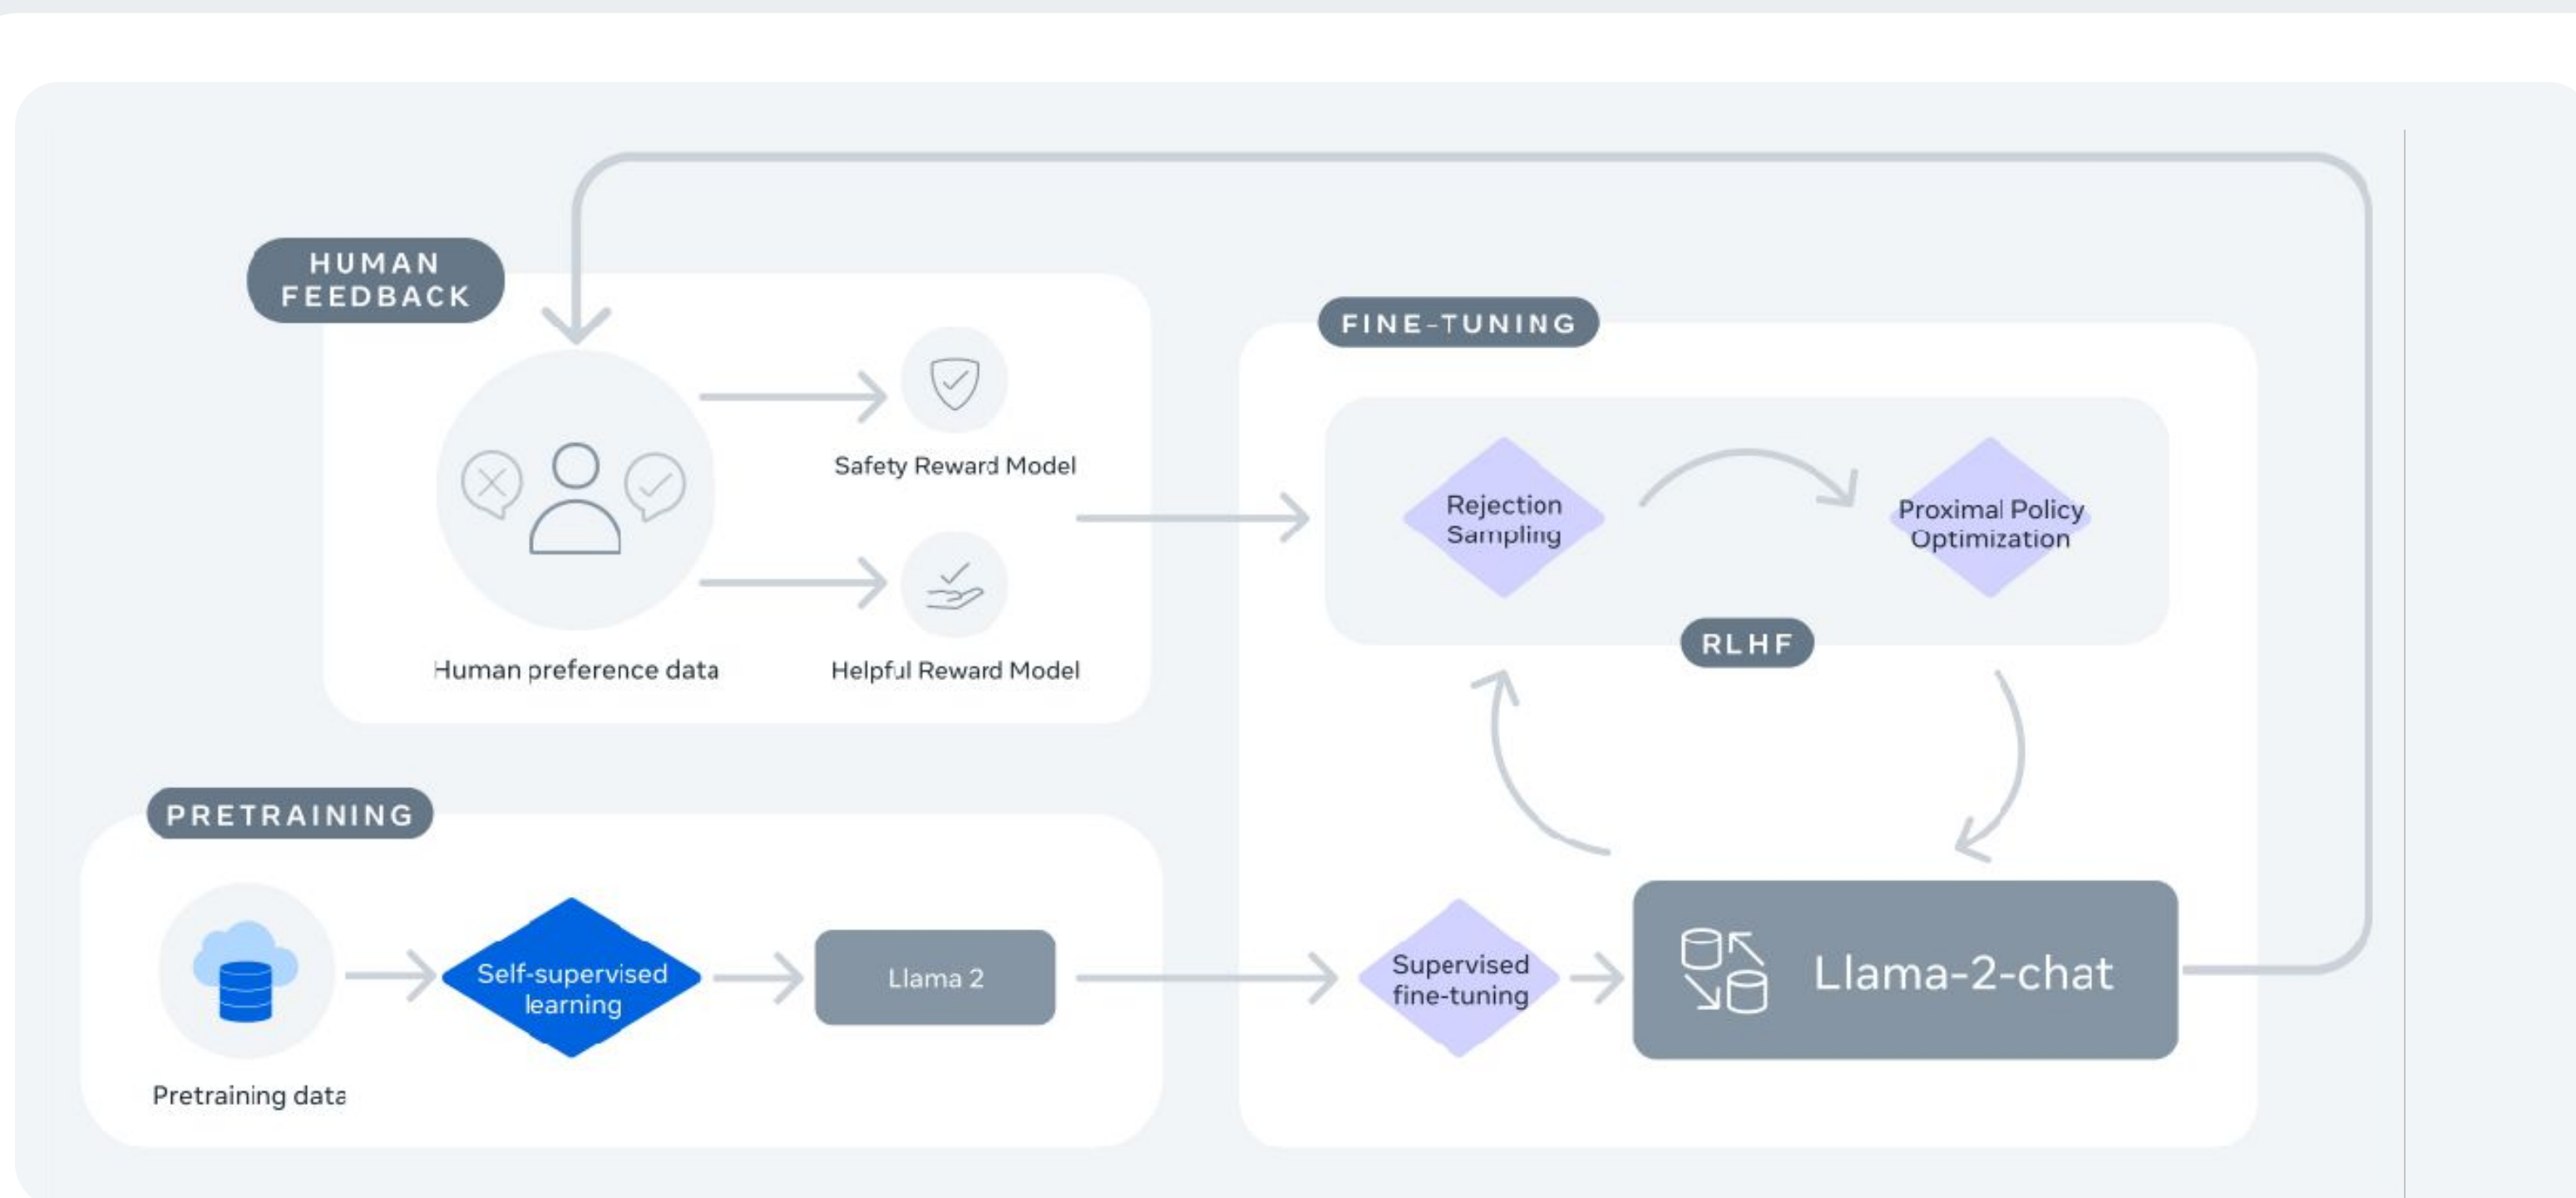 HUMAN
FEEDBACK
Safety Reward Model
Human preference data
Helpful Reward Model
FINE-TUNING
Rejection
Sampling
Proximal Policy
Optimization
RLHF
PRETRAINING
Pretraining data
Self-supervised
learning
Llama 2
Supervised
fine-tuning
Llama-2-chat